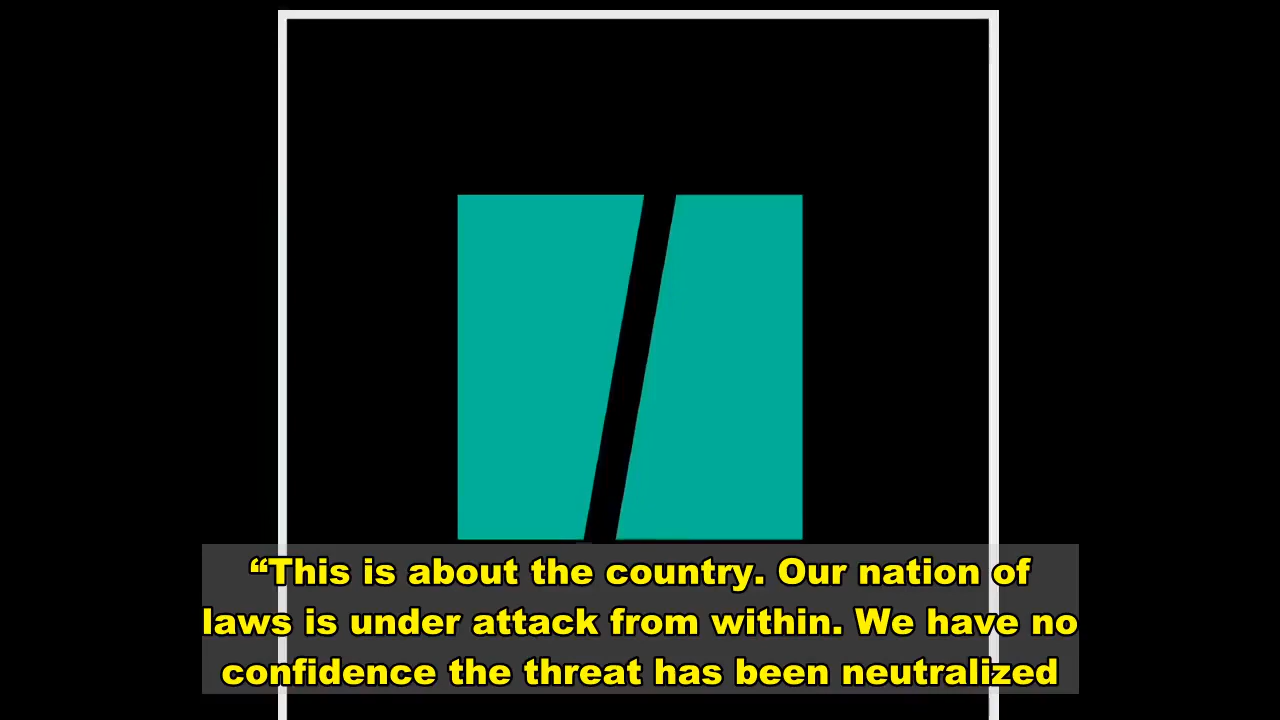 “This is about the country. Our nation of
laws is under attack from within. We have no
confidence the threat has been neutralized